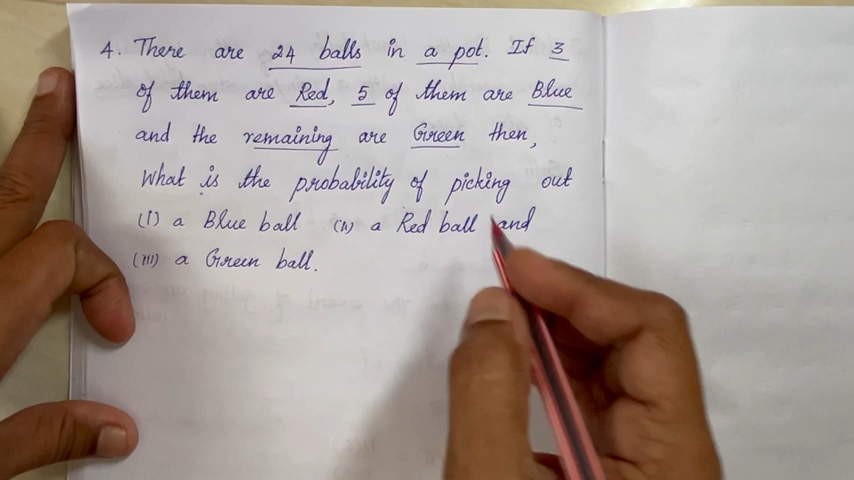 4. There are 24 balls in a pot. If 3
of them are Red, 5 of them are Blue
and the remaining are Green then,
What is the probability of picking out
(i) a Blue ball (ii) a Red ball and
(iii) a Green ball.